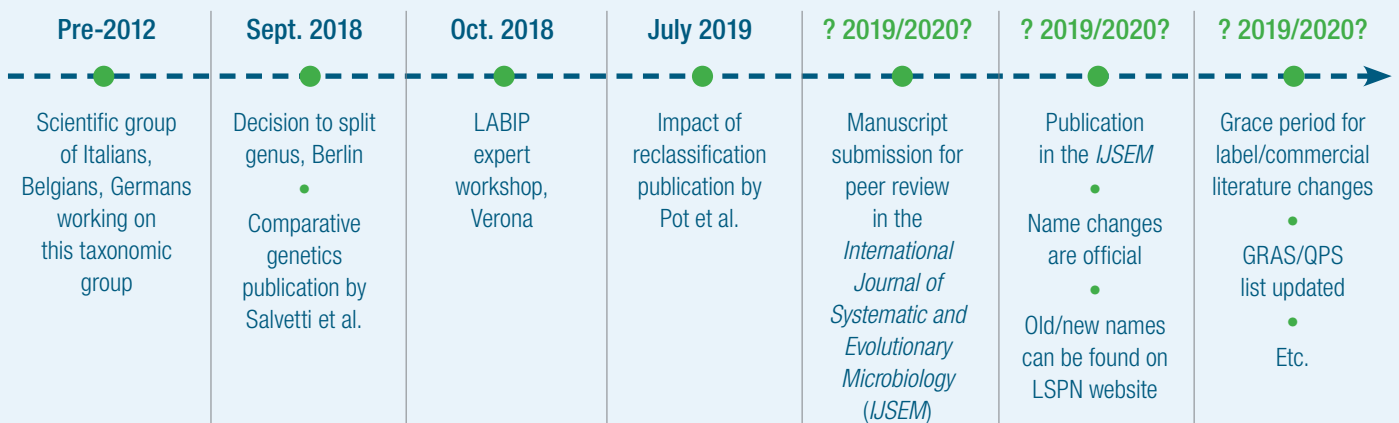 Pre-2012
Scientific group
of Italians,
Belgians, Germans
working on
this taxonomic
group
Sept. 2018
Decision to split
genus, Berlin
•
Comparative
genetics
publication by
Salvetti et al.
Oct. 2018
LABIP
expert
workshop,
Verona
July 2019
Impact of
reclassification
publication by
Pot et al.
? 2019/2020?
Manuscript
submission for
peer review
in the
International
Journal of
Systematic and
Evolutionary
Microbiology
(IJSEM)
? 2019/2020?
Publication
in the IJSEM
•
Name changes
are official
•
Old/new names
can be found on
LSPN website
? 2019/2020?
Grace period for
label/commercial
literature changes
•
GRAS/QPS
list updated
•
Etc.